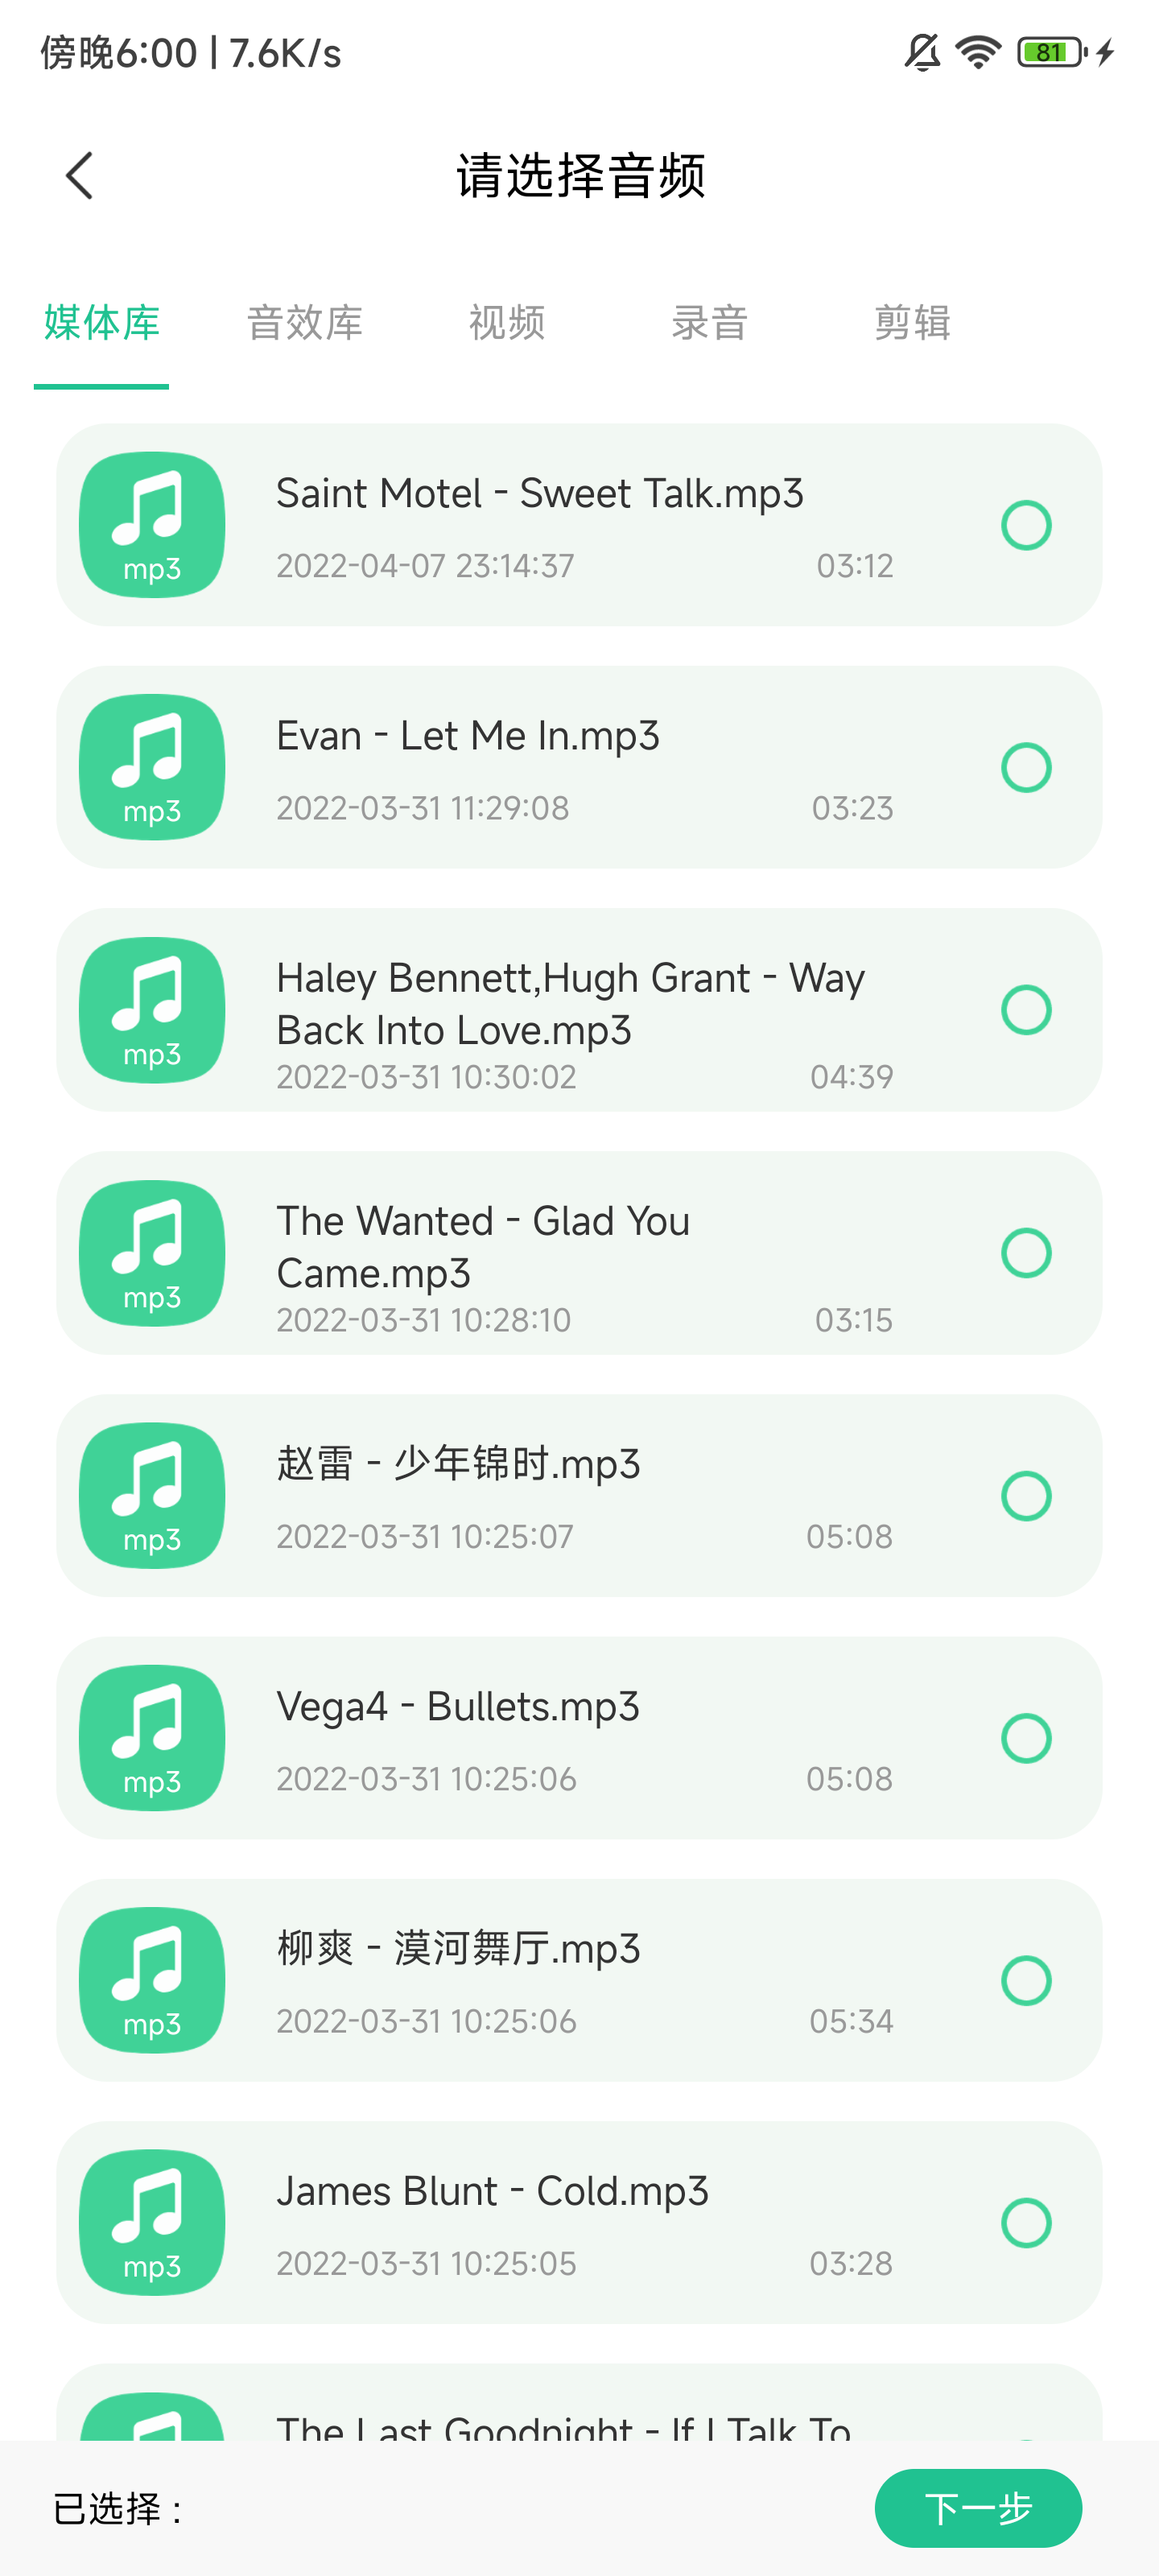 傍晚6:00 | 7.6K/s
81
请选择音频
媒体库 音效库 视频 录音 剪辑
Saint Motel - Sweet Talk.mp3
mp3
2022-04-07 23:14:37 03:12
Evan - Let Me In.mp3
mp3
2022-03-31 11:29:08 03:23
Haley Bennett,Hugh Grant - Way
Back Into Love.mp3
mp3
2022-03-31 10:30:02 04:39
The Wanted - Glad You
Came.mp3
mp3
2022-03-31 10:28:10 03:15
赵雷 - 少年锦时.mp3
mp3
2022-03-31 10:25:07 05:08
Vega4 - Bullets.mp3
mp3
2022-03-31 10:25:06 05:08
柳爽 - 漠河舞厅.mp3
mp3
2022-03-31 10:25:06 05:34
James Blunt - Cold.mp3
mp3
2022-03-31 10:25:05 03:28
The Last Goodnight - If I Talk To
已选择 : 下一步